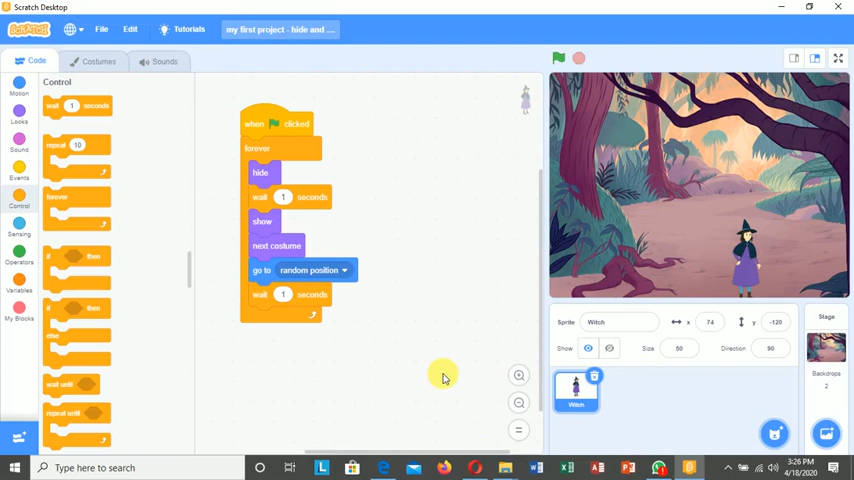 Scratch Desktop
SCRATCH File Edit Tutorials my first project - hide and ...
Code Costumes Sounds
Motion
Looks
Sound
Events
Control
Sensing
Operators
Variables
My Blocks
Control
wait 1 seconds
repeat 10
forever
if then
if then
else
wait until
repeat until
when clicked
forever
hide
wait 1 seconds
show
next costume
go to random position
wait 1 seconds
Sprite Witch x 74 y -120
Show Size 50 Direction 90
Witch
Stage
Backdrops
2
Type here to search
3:26 PM
4/18/2020